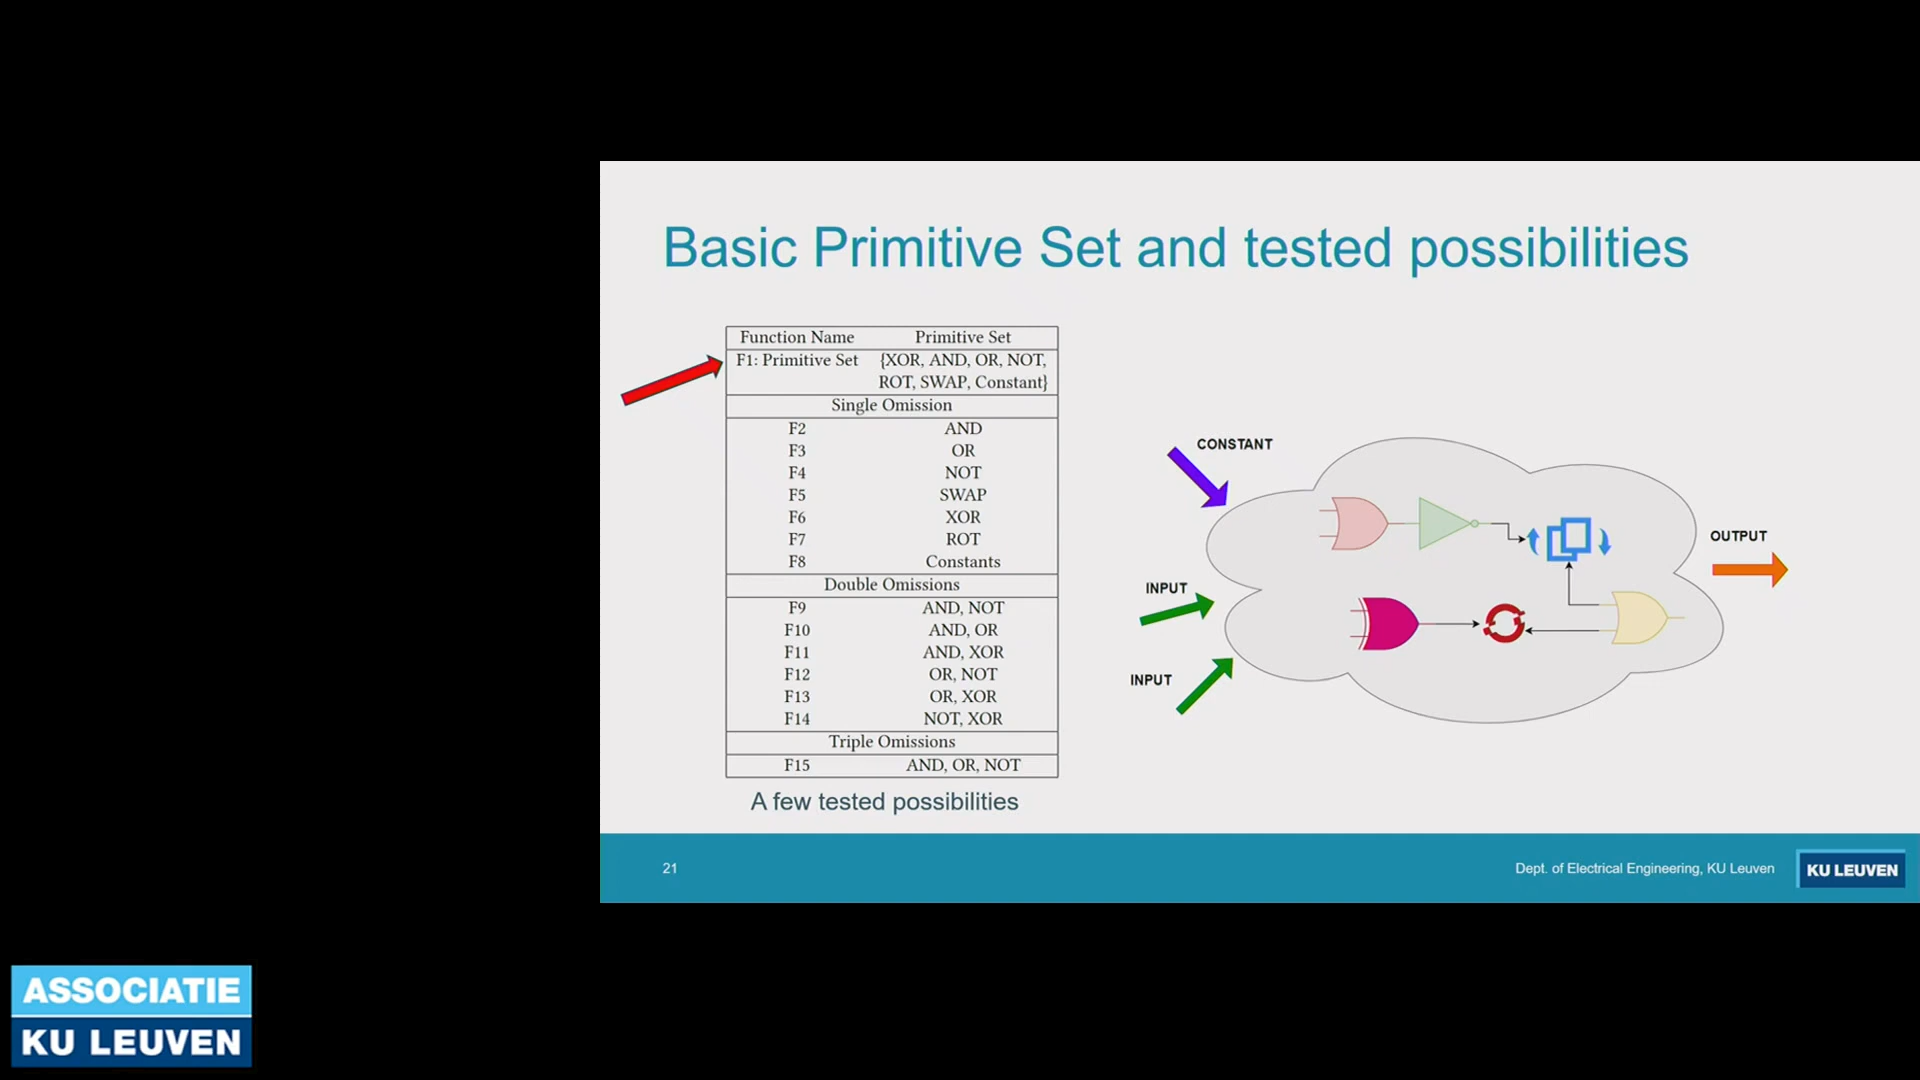 Basic Primitive Set and tested possibilities
Function Name Primitive Set
F1: Primitive Set {XOR, AND, OR, NOT,
ROT, SWAP, Constant}
Single Omission
F2 AND
F3 OR
F4 NOT
F5 SWAP
F6 XOR
F7 ROT
F8 Constants
Double Omissions
F9 AND, NOT
F10 AND, OR
F11 AND, XOR
F12 OR, NOT
F13 OR, XOR
F14 NOT, XOR
Triple Omissions
F15 AND, OR, NOT
A few tested possibilities
CONSTANT
INPUT
INPUT
OUTPUT
21
Dept. of Electrical Engineering, KU Leuven
KU LEUVEN
ASSOCIATIE
KU LEUVEN